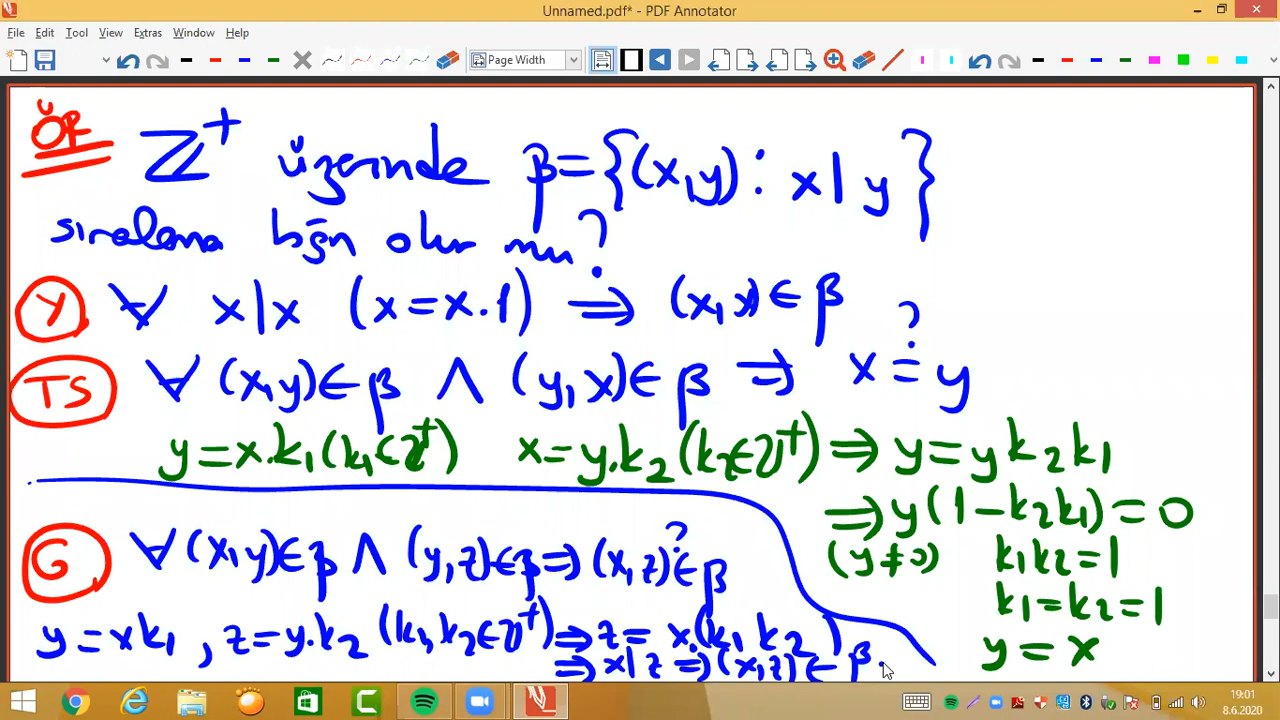 Unnamed.pdf* - PDF Annotator
File Edit Tool View Extras Window Help
Page Width
ÖR
Z⁺ üzerinde β={(x,y): x|y}
sıralama bğn olur mu?
Y ∀ x|x (x=x.1) ⇒ (x,x)∈β
TS ∀ (x,y)∈β ∧ (y,x)∈β ⇒ x ≟ y
y=x.k₁(k₁∈Z⁺) x=y.k₂(k₂∈Z⁺) ⇒ y=yk₂k₁
⇒ y(1-k₂k₁)=0
(y≠0) k₁k₂=1
k₁=k₂=1
y=x
G ∀(x,y)∈β ∧ (y,z)∈β ⇒ (x,z)∈?β
y=xk₁, z=y.k₂ (k₁,k₂∈Z⁺) ⇒ z=x.(k₁k₂)
⇒ x|z ⇒ (x,z)∈β.
19:01
8.6.2020